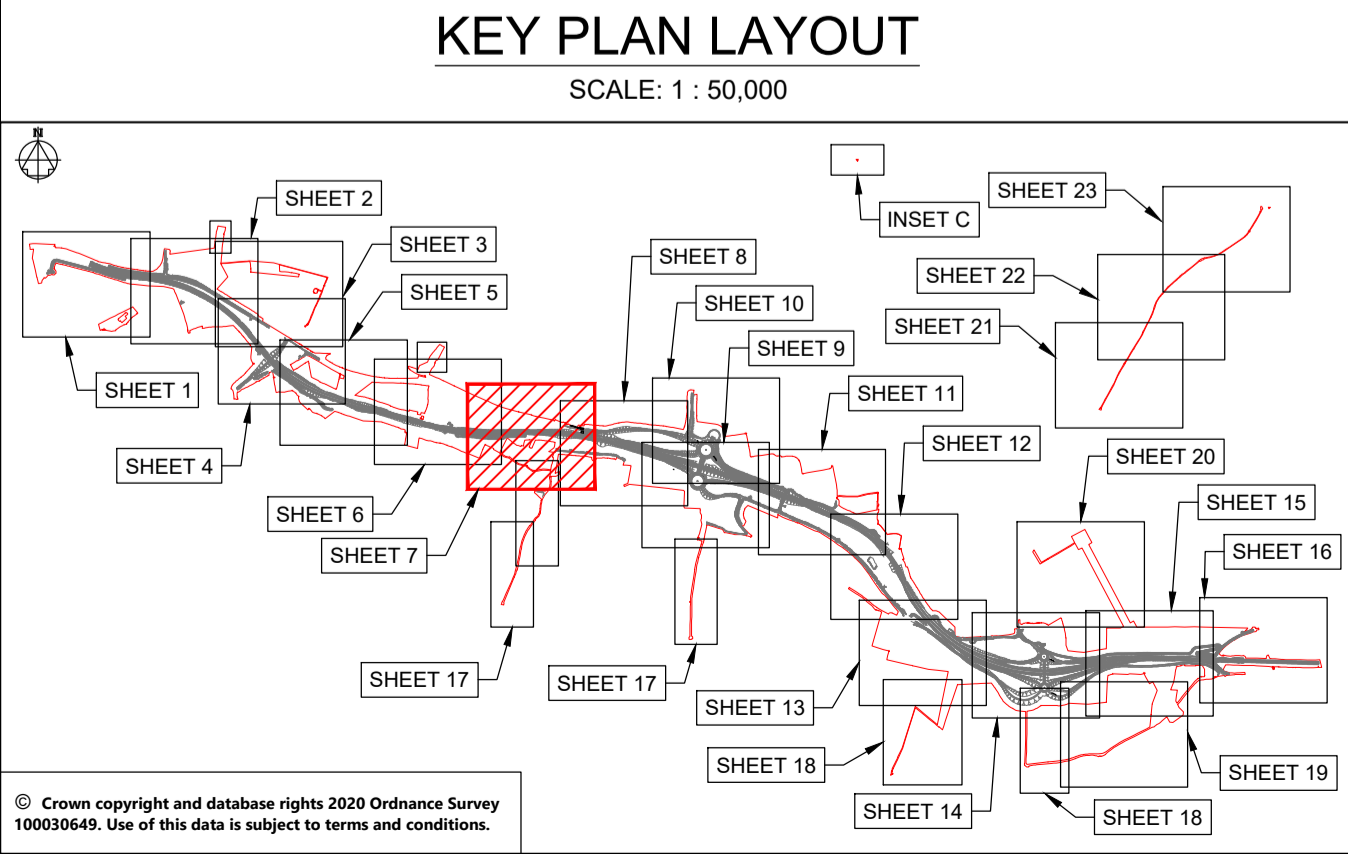 KEY PLAN LAYOUT
SCALE: 1 : 50,000
N
SHEET 2
SHEET 3
SHEET 5
SHEET 1
SHEET 4
SHEET 6
SHEET 7
SHEET 8
SHEET 10
SHEET 9
SHEET 11
SHEET 12
INSET C
SHEET 23
SHEET 22
SHEET 21
SHEET 20
SHEET 15
SHEET 16
SHEET 17
SHEET 17
SHEET 13
SHEET 18
SHEET 14
SHEET 18
SHEET 19
© Crown copyright and database rights 2020 Ordnance Survey
100030649. Use of this data is subject to terms and conditions.